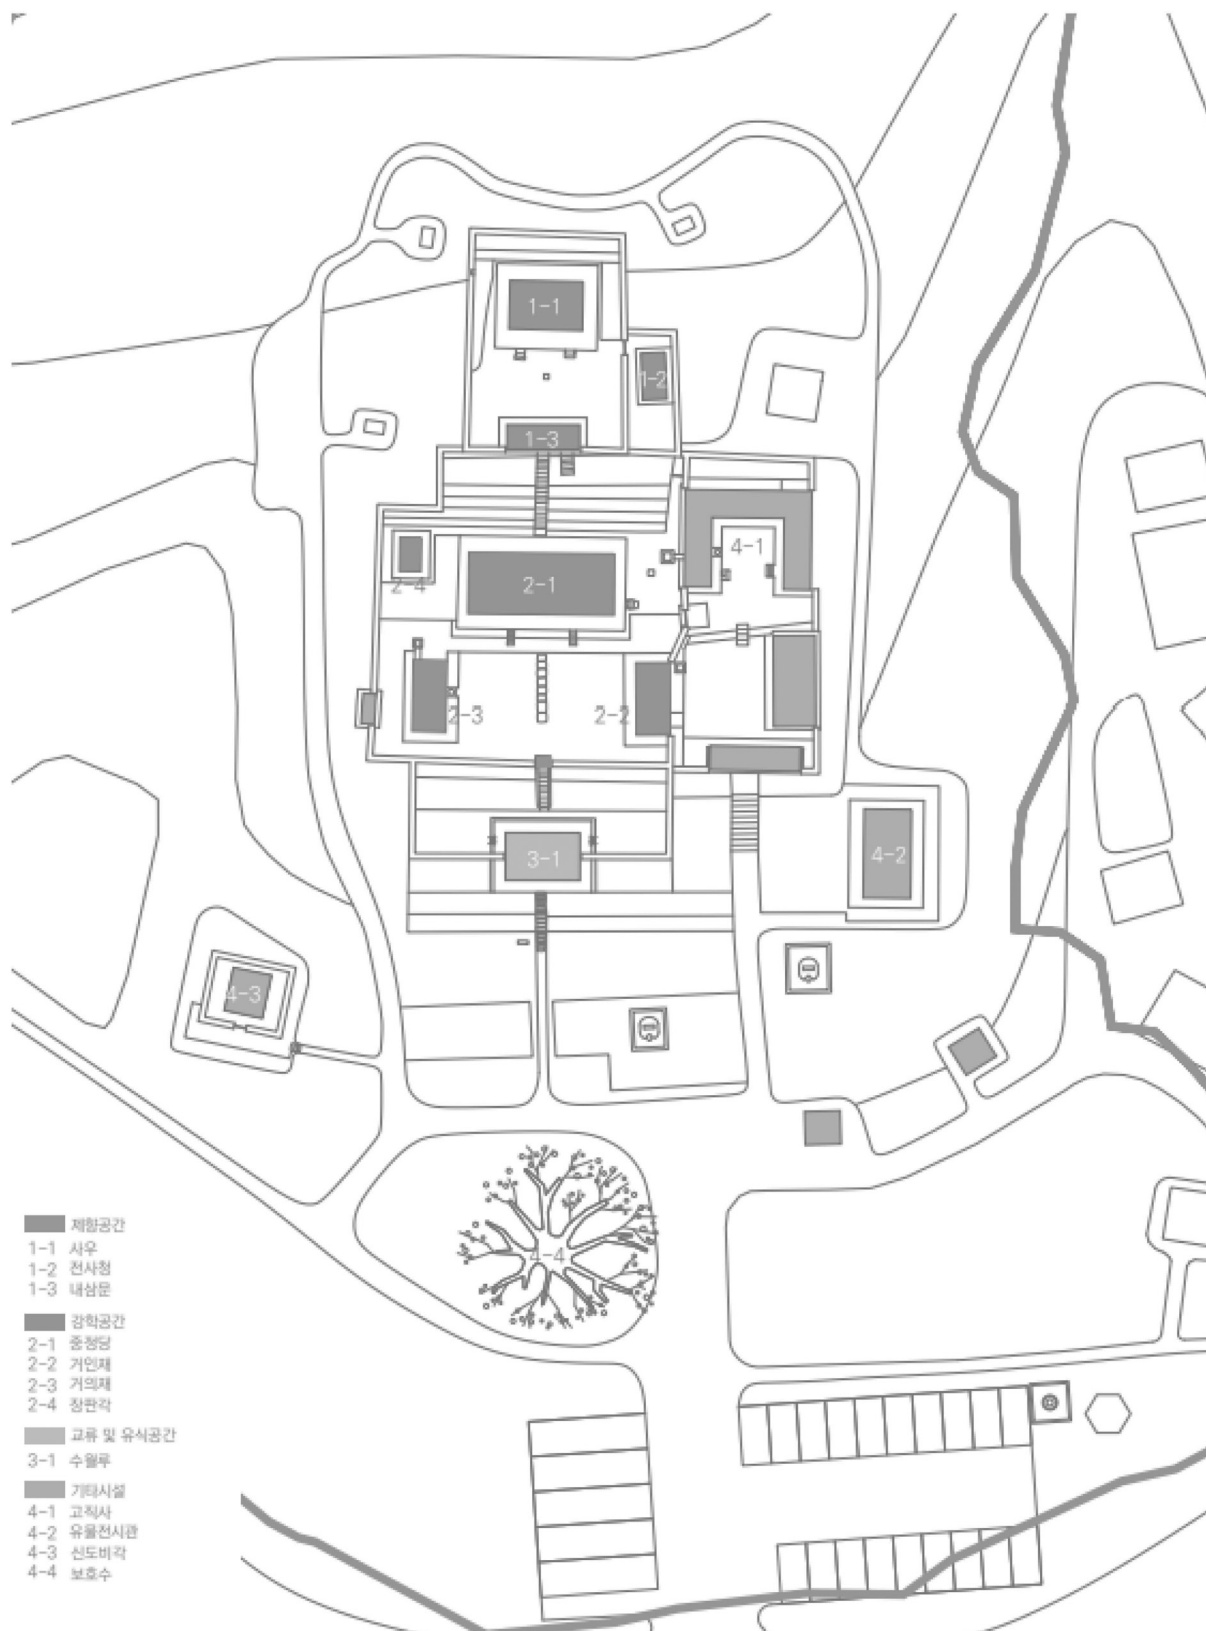 1-1
1-2
1-3
4-1
2-1
2-4
2-3
2-2
3-1
4-2
4-3
4-4
제향공간
1-1 사우
1-2 전사청
1-3 내삼문
강학공간
2-1 중정당
2-2 거인재
2-3 거의재
2-4 장판각
교류 및 유식공간
3-1 수월루
기타시설
4-1 고직사
4-2 유물전시관
4-3 신도비각
4-4 보호수